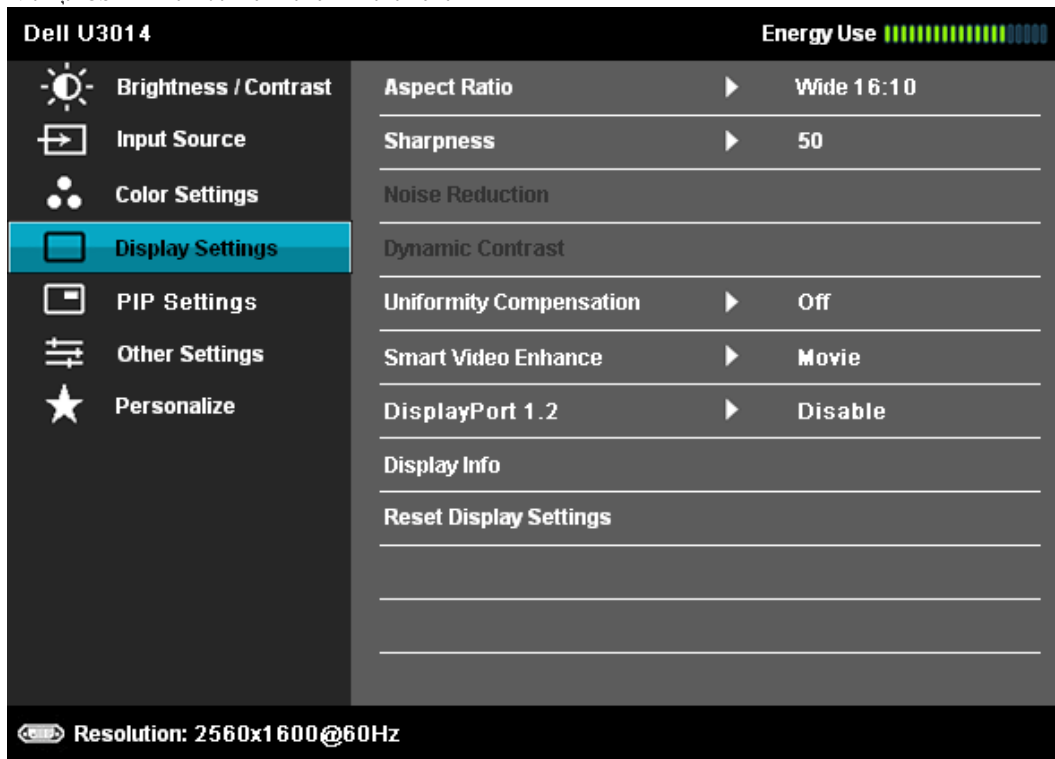 Dell U3014
Energy Use
Brightness / Contrast
Input Source
Color Settings
Display Settings
PIP Settings
Other Settings
Personalize
Aspect Ratio Wide 16:10
Sharpness 50
Noise Reduction
Dynamic Contrast
Uniformity Compensation Off
Smart Video Enhance Movie
DisplayPort 1.2 Disable
Display Info
Reset Display Settings
Resolution: 2560x1600@60Hz